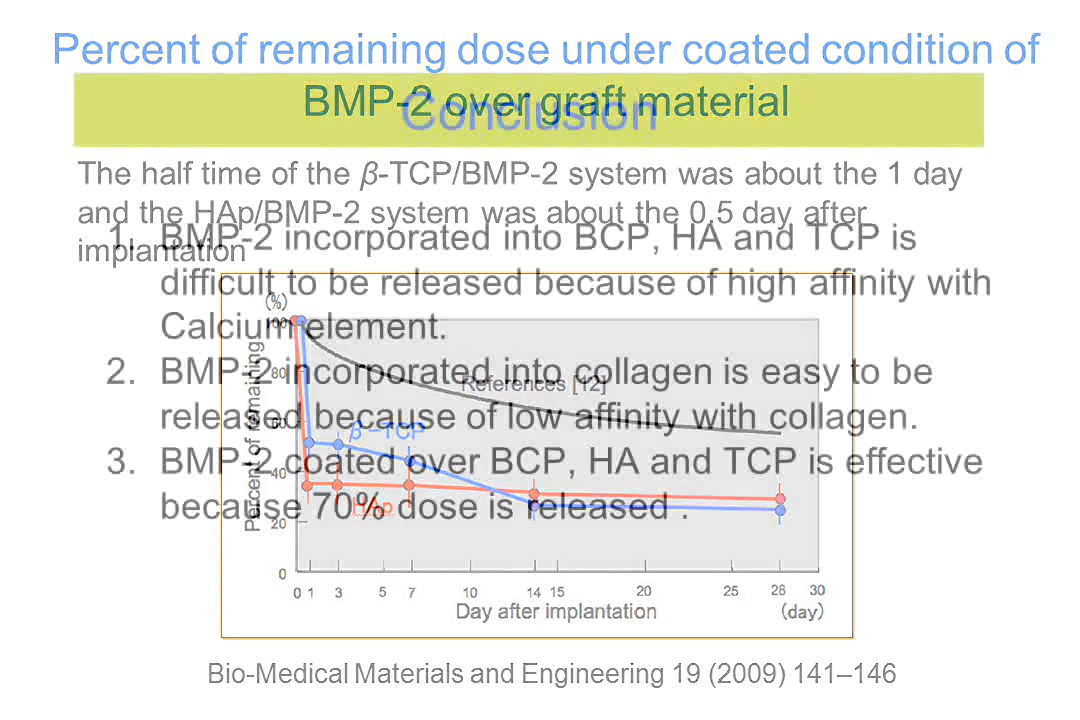 Percent of remaining dose under coated condition of
BMP-2 over graft material
Conclusion
The half time of the β-TCP/BMP-2 system was about the 1 day
and the HAp/BMP-2 system was about the 0.5 day after
implantation
1. BMP-2 incorporated into BCP, HA and TCP is
difficult to be released because of high affinity with
Calcium element.
2. BMP-2 incorporated into collagen is easy to be
released because of low affinity with collagen.
3. BMP-2 coated over BCP, HA and TCP is effective
because 70% dose is released .
(%)
100
80
60
40
20
0
Percent of remaining
References [12]
β -TCP
HAp
0 1 3 5 7 10 14 15 20 25 28 30
Day after implantation
(day)
Bio-Medical Materials and Engineering 19 (2009) 141–146